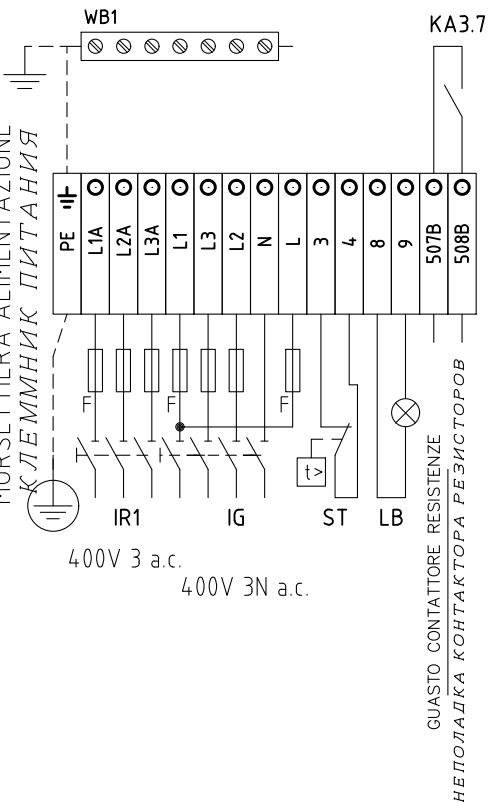 WB1
KA3.7
MORSETTIERA ALIMENTAZIONE
КЛЕММНИК ПИТАНИЯ
PE
L1A
L2A
L3A
L1
L3
L2
N
L
3
4
8
9
507B
508B
F
F
F
t>
IR1
IG
ST
LB
400V 3 a.c.
400V 3N a.c.
GUASTO CONTATTORE RESISTENZE
НЕПОЛАДКА КОНТАКТОРА РЕЗИСТОРОВ